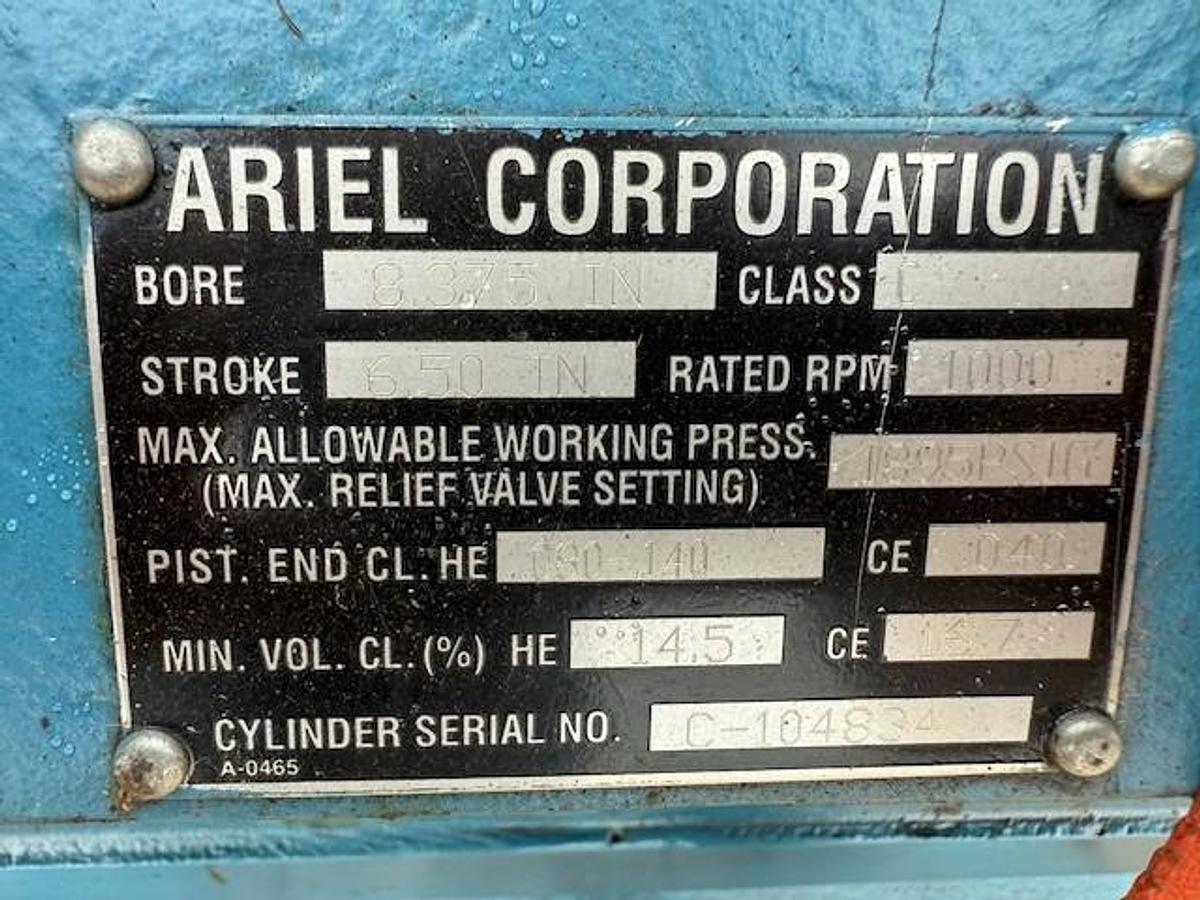 ARIEL CORPORATION
BORE 8.375 IN CLASS C
STROKE 6.50 IN RATED RPM 1000
MAX. ALLOWABLE WORKING PRESS.
(MAX. RELIEF VALVE SETTING) 1895PSIG
PIST. END CL. HE CE .040
MIN. VOL. CL. (%) HE 14.5 CE
CYLINDER SERIAL NO. C-104834
A-0465